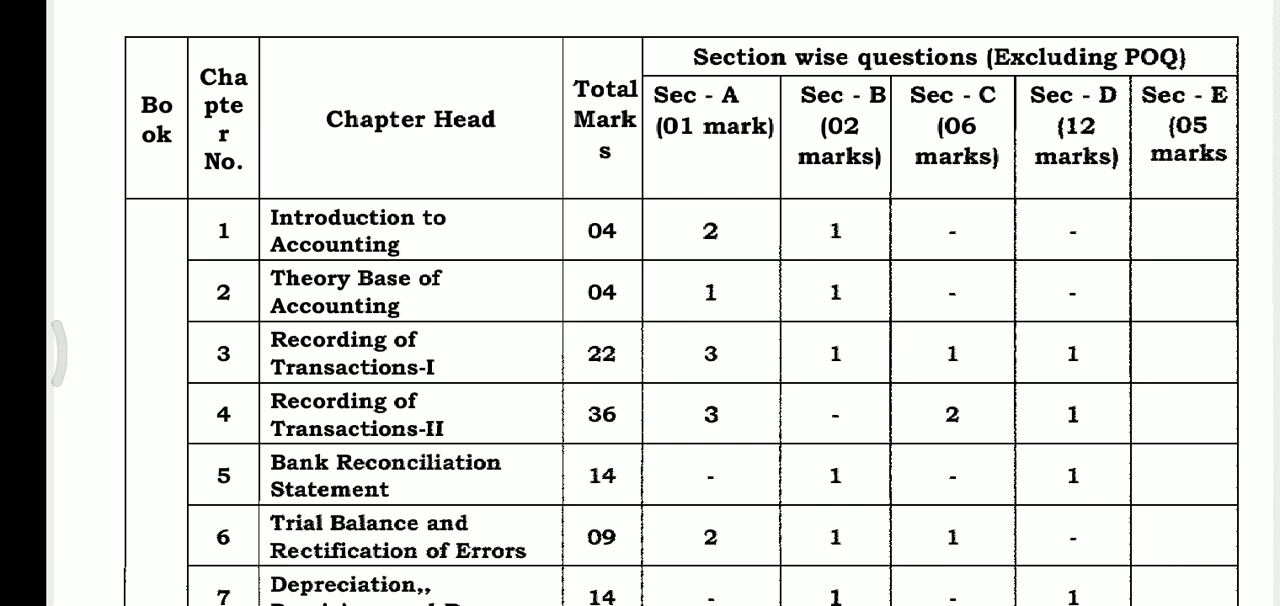 Bo
ok
Cha
pte
r
No.
Chapter Head
Total
Mark
s
Section wise questions (Excluding POQ)
Sec - A
(01 mark)
Sec - B
(02
marks)
Sec - C
(06
marks)
Sec - D
(12
marks)
Sec - E
(05
marks
1
Introduction to
Accounting
04
2
1
-
-
2
Theory Base of
Accounting
04
1
1
-
-
3
Recording of
Transactions-I
22
3
1
1
1
4
Recording of
Transactions-II
36
3
-
2
1
5
Bank Reconciliation
Statement
14
-
1
-
1
6
Trial Balance and
Rectification of Errors
09
2
1
1
-
7
Depreciation,,
14
-
1
-
1